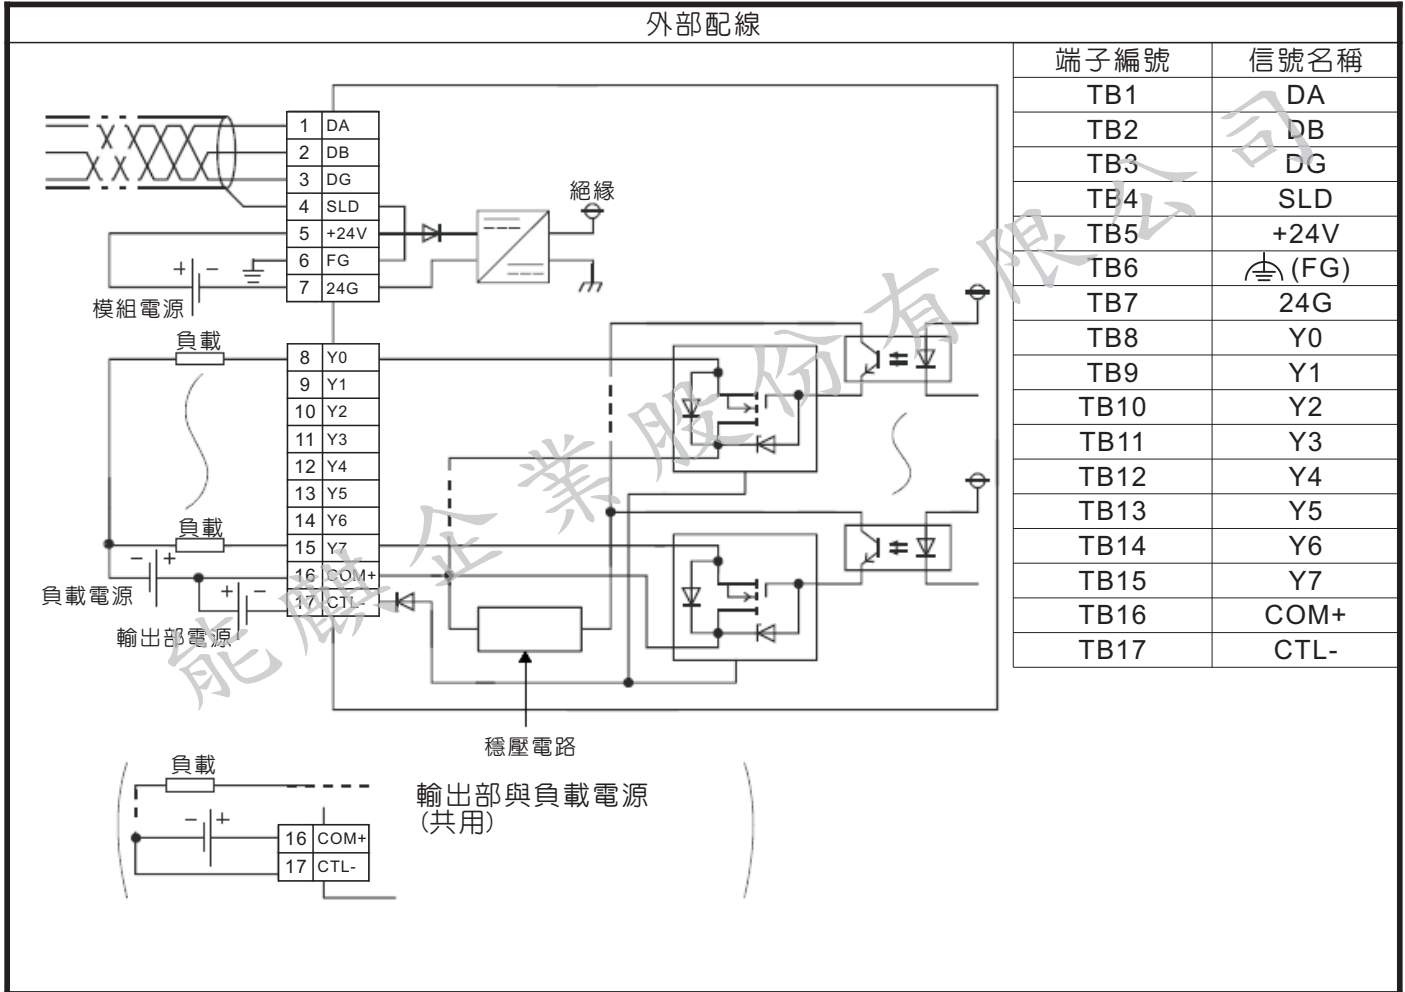 外部配線
端子編號 信號名稱
TB1 DA
TB2 DB
TB3 DG
TB4 SLD
TB5 +24V
TB6 (FG)
TB7 24G
TB8 Y0
TB9 Y1
TB10 Y2
TB11 Y3
TB12 Y4
TB13 Y5
TB14 Y6
TB15 Y7
TB16 COM+
TB17 CTL-
1 DA
2 DB
3 DG
4 SLD
5 +24V
6 FG
7 24G
絕緣
+ −
模組電源
負載
8 Y0
9 Y1
10 Y2
11 Y3
12 Y4
13 Y5
14 Y6
15 Y7
16 COM+
17 CTL-
負載
− +
負載電源
+ −
輸出部電源
穩壓電路
負載
− +
16 COM+
17 CTL-
輸出部與負載電源
(共用)
能麒企業股份有限公司